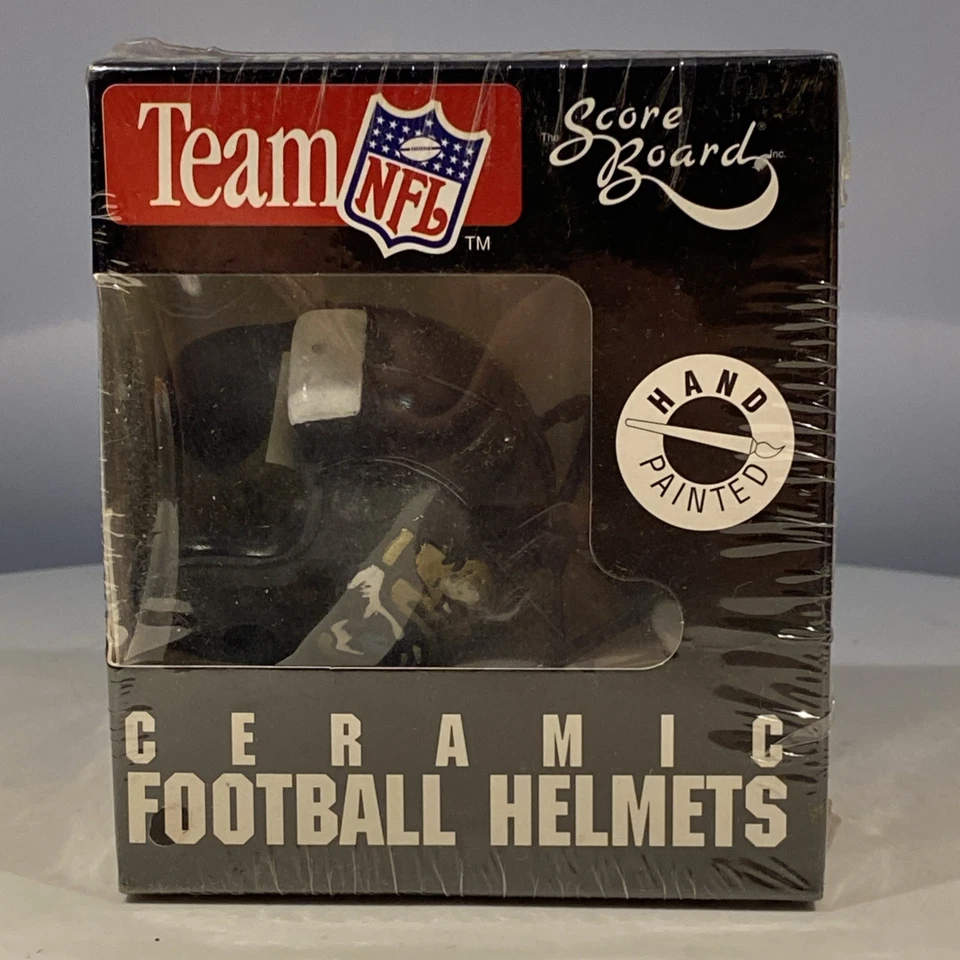 Team NFL TM
The Score Board ® Inc.
HAND
PAINTED
CERAMIC
FOOTBALL HELMETS